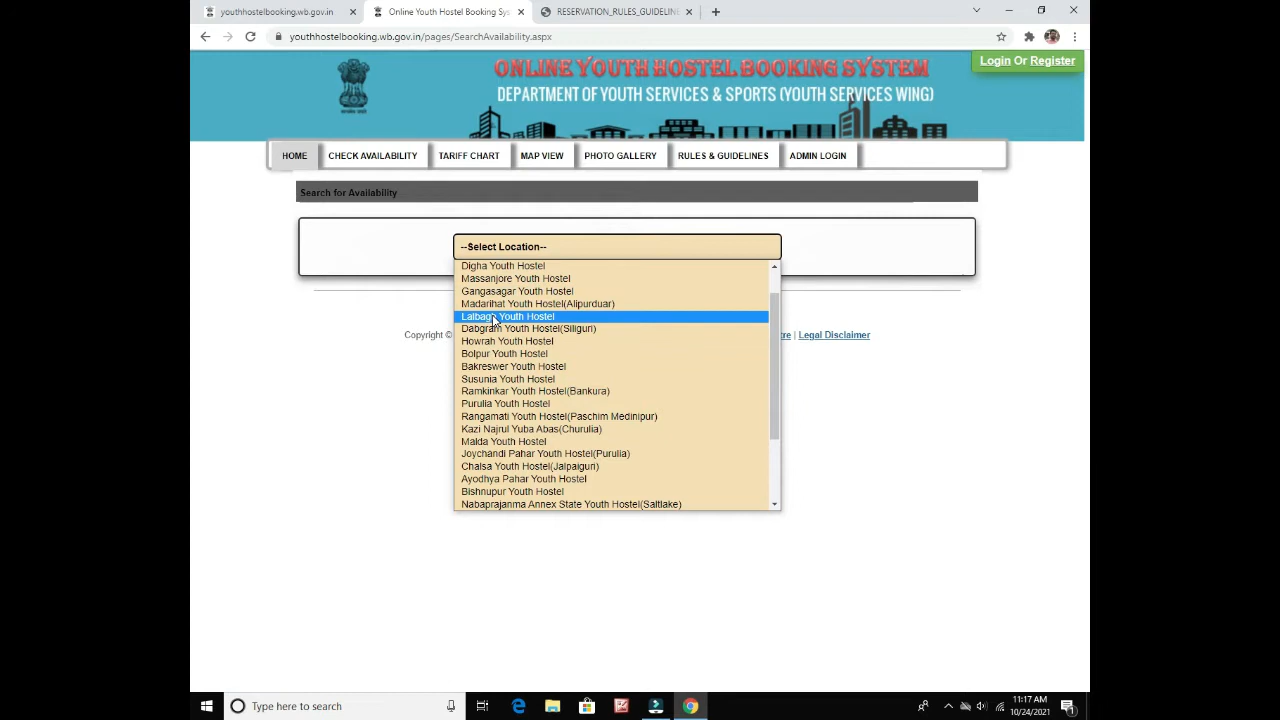 youthhostelbooking.wb.gov.in
Online Youth Hostel Booking Sys
RESERVATION_RULES_GUIDELIN
youthhostelbooking.wb.gov.in/pages/SearchAvailability.aspx
Login Or Register
ONLINE YOUTH HOSTEL BOOKING SYSTEM
DEPARTMENT OF YOUTH SERVICES & SPORTS (YOUTH SERVICES WING)
HOME
CHECK AVAILABILITY
TARIFF CHART
MAP VIEW
PHOTO GALLERY
RULES & GUIDELINES
ADMIN LOGIN
Search for Availability
--Select Location--
Digha Youth Hostel
Massanjore Youth Hostel
Gangasagar Youth Hostel
Madarihat Youth Hostel(Alipurduar)
Lalbagh Youth Hostel
Dabgram Youth Hostel(Siliguri)
Howrah Youth Hostel
Bolpur Youth Hostel
Bakreswer Youth Hostel
Susunia Youth Hostel
Ramkinkar Youth Hostel(Bankura)
Purulia Youth Hostel
Rangamati Youth Hostel(Paschim Medinipur)
Kazi Najrul Yuba Abas(Churulia)
Malda Youth Hostel
Joychandi Pahar Youth Hostel(Purulia)
Chalsa Youth Hostel(Jalpaiguri)
Ayodhya Pahar Youth Hostel
Bishnupur Youth Hostel
Nabaprajanma Annex State Youth Hostel(Saltlake)
Copyright ©
tre | Legal Disclaimer
Type here to search
11:17 AM
10/24/2021